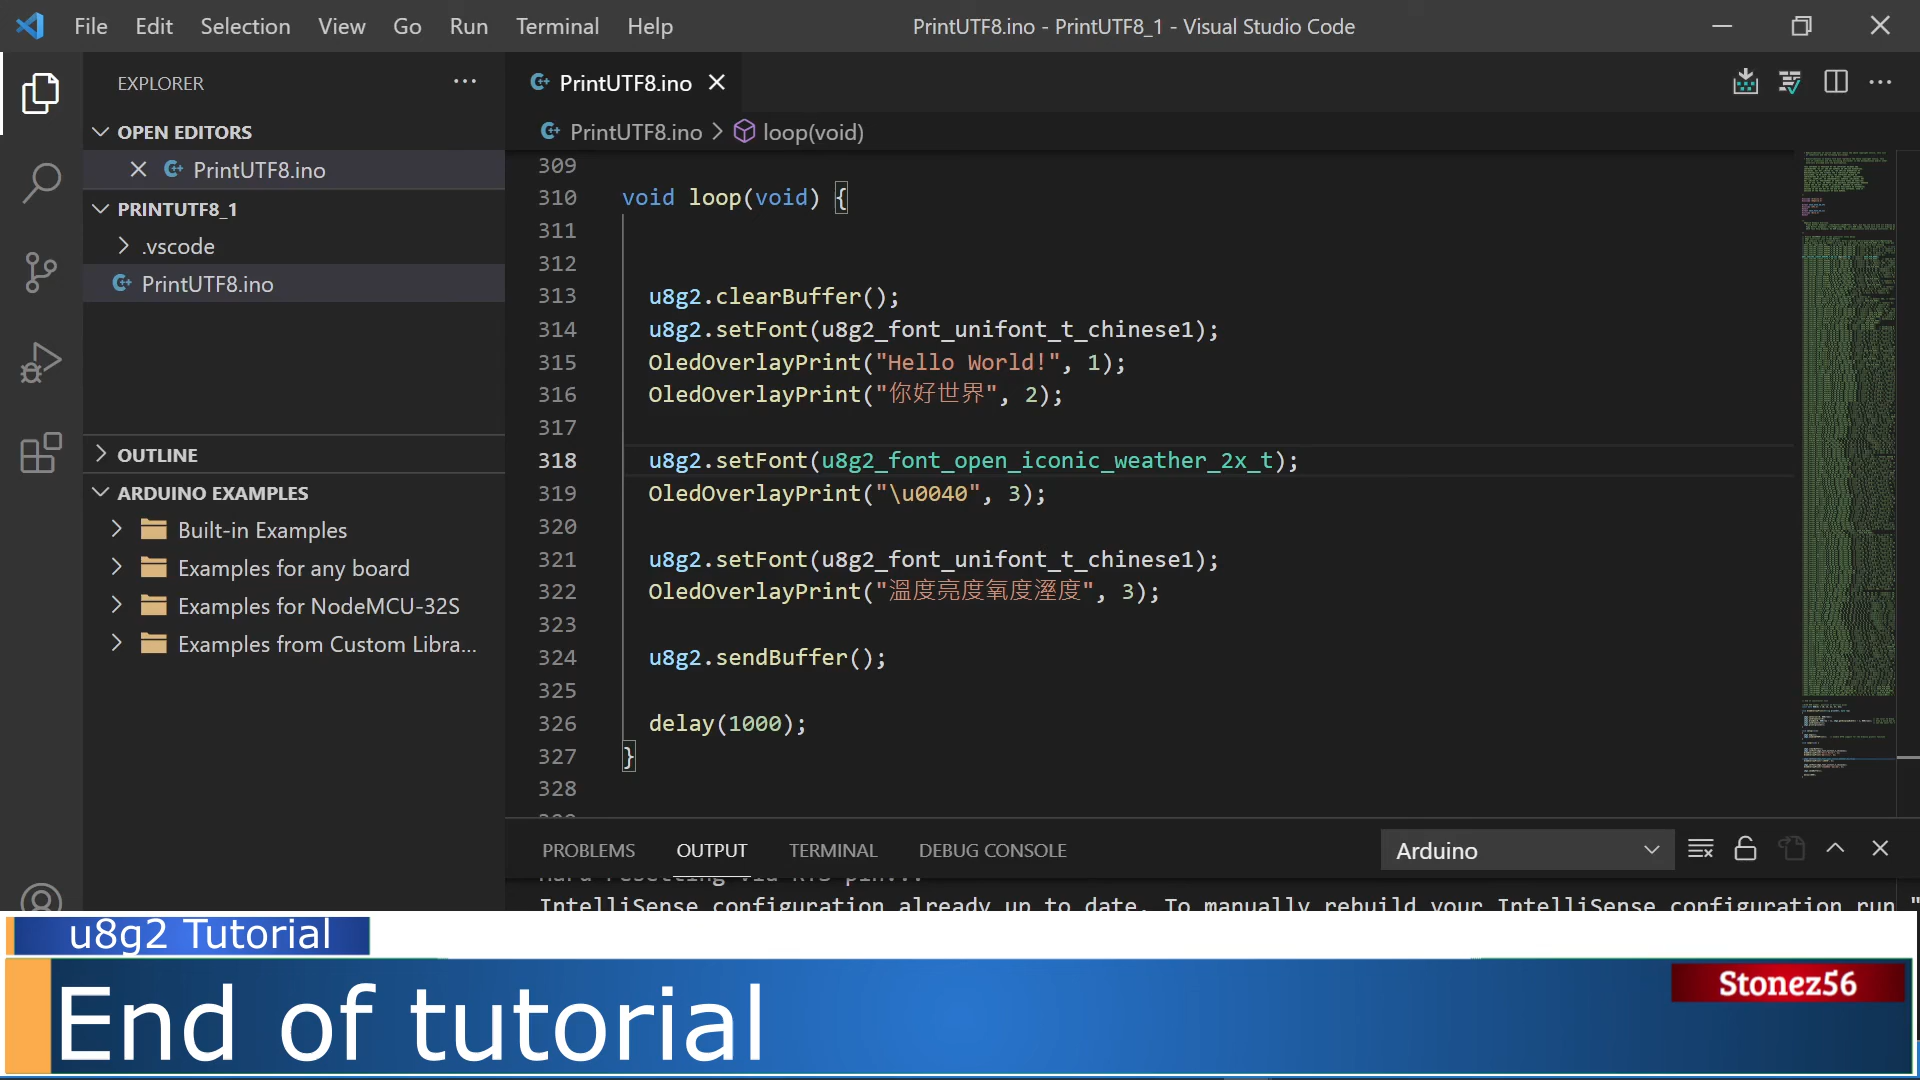 File Edit Selection View Go Run Terminal Help PrintUTF8.ino - PrintUTF8_1 - Visual Studio Code
EXPLORER
OPEN EDITORS
PrintUTF8.ino
PRINTUTF8_1
.vscode
PrintUTF8.ino
OUTLINE
ARDUINO EXAMPLES
Built-in Examples
Examples for any board
Examples for NodeMCU-32S
Examples from Custom Libra...
PrintUTF8.ino
PrintUTF8.ino > loop(void)
309
310 void loop(void) {
311
312
313 u8g2.clearBuffer();
314 u8g2.setFont(u8g2_font_unifont_t_chinese1);
315 OledOverlayPrint("Hello World!", 1);
316 OledOverlayPrint("你好世界", 2);
317
318 u8g2.setFont(u8g2_font_open_iconic_weather_2x_t);
319 OledOverlayPrint("\u0040", 3);
320
321 u8g2.setFont(u8g2_font_unifont_t_chinese1);
322 OledOverlayPrint("溫度亮度氧度溼度", 3);
323
324 u8g2.sendBuffer();
325
326 delay(1000);
327 }
328
PROBLEMS OUTPUT TERMINAL DEBUG CONSOLE Arduino
Hard resetting via RTS pin...
IntelliSense configuration already up to date. To manually rebuild your IntelliSense configuration run "
u8g2 Tutorial
End of tutorial
Stonez56